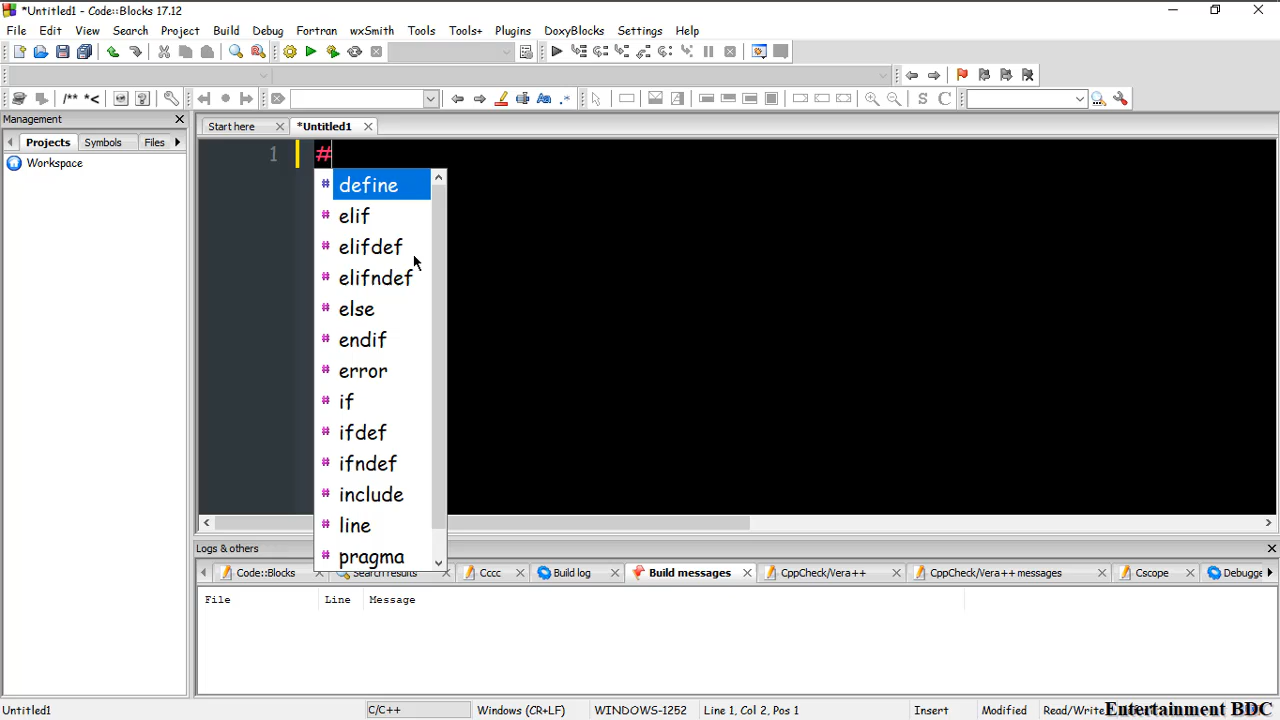 *Untitled1 - Code::Blocks 17.12
File Edit View Search Project Build Debug Fortran wxSmith Tools Tools+ Plugins DoxyBlocks Settings Help
/** *<
.*
S C
Management
Projects Symbols Files
Workspace
Start here *Untitled1
1 #
# define
# elif
# elifdef
# elifndef
# else
# endif
# error
# if
# ifdef
# ifndef
# include
# line
# pragma
Logs & others
Code::Blocks Search results Cccc Build log Build messages CppCheck/Vera++ CppCheck/Vera++ messages Cscope Debugge
File Line Message
Untitled1 C/C++ Windows (CR+LF) WINDOWS-1252 Line 1, Col 2, Pos 1 Insert Modified Read/Write
Entertainment BDC